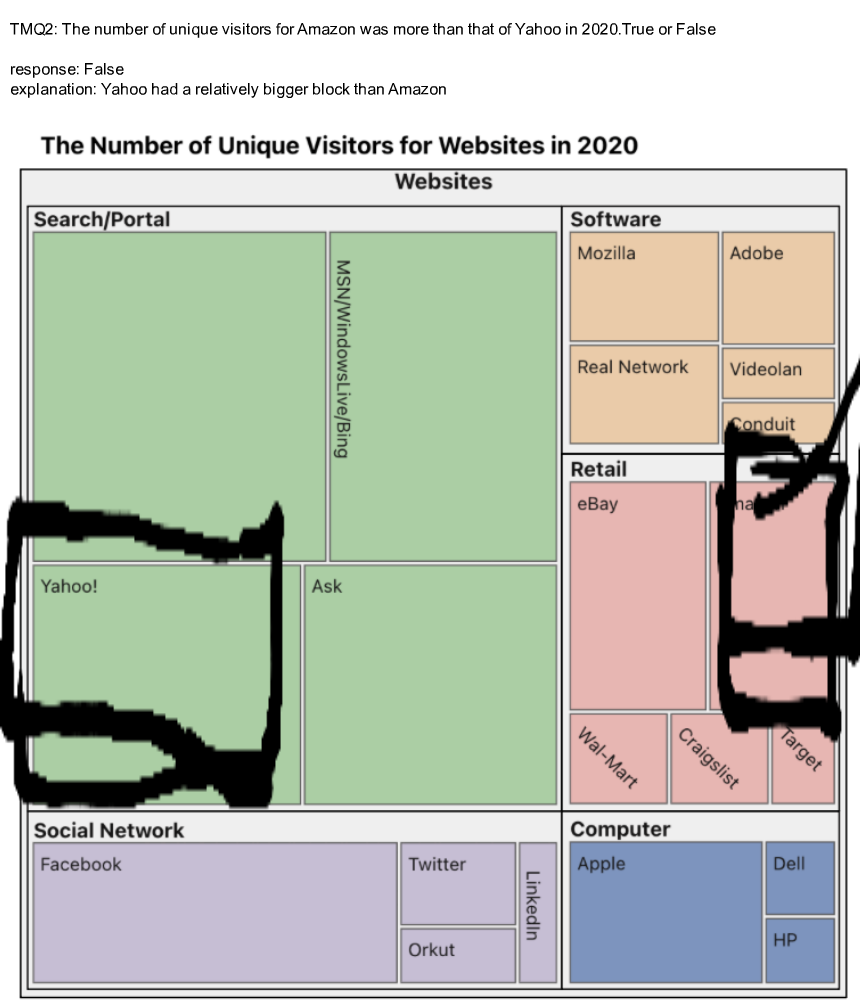 TMQ2: The number of unique visitors for Amazon was more than that of Yahoo in 2020.True or False
response: False
explanation: Yahoo had a relatively bigger block than Amazon
The Number of Unique Visitors for Websites in 2020
Websites
Search/Portal
MSN/WindowsLive/Bing
Yahoo!
Ask
Software
Mozilla
Adobe
Real Network
Videolan
Conduit
Retail
eBay
Wal-Mart
Craigslist
Target
Social Network
Facebook
Twitter
Orkut
LinkedIn
Computer
Apple
Dell
HP